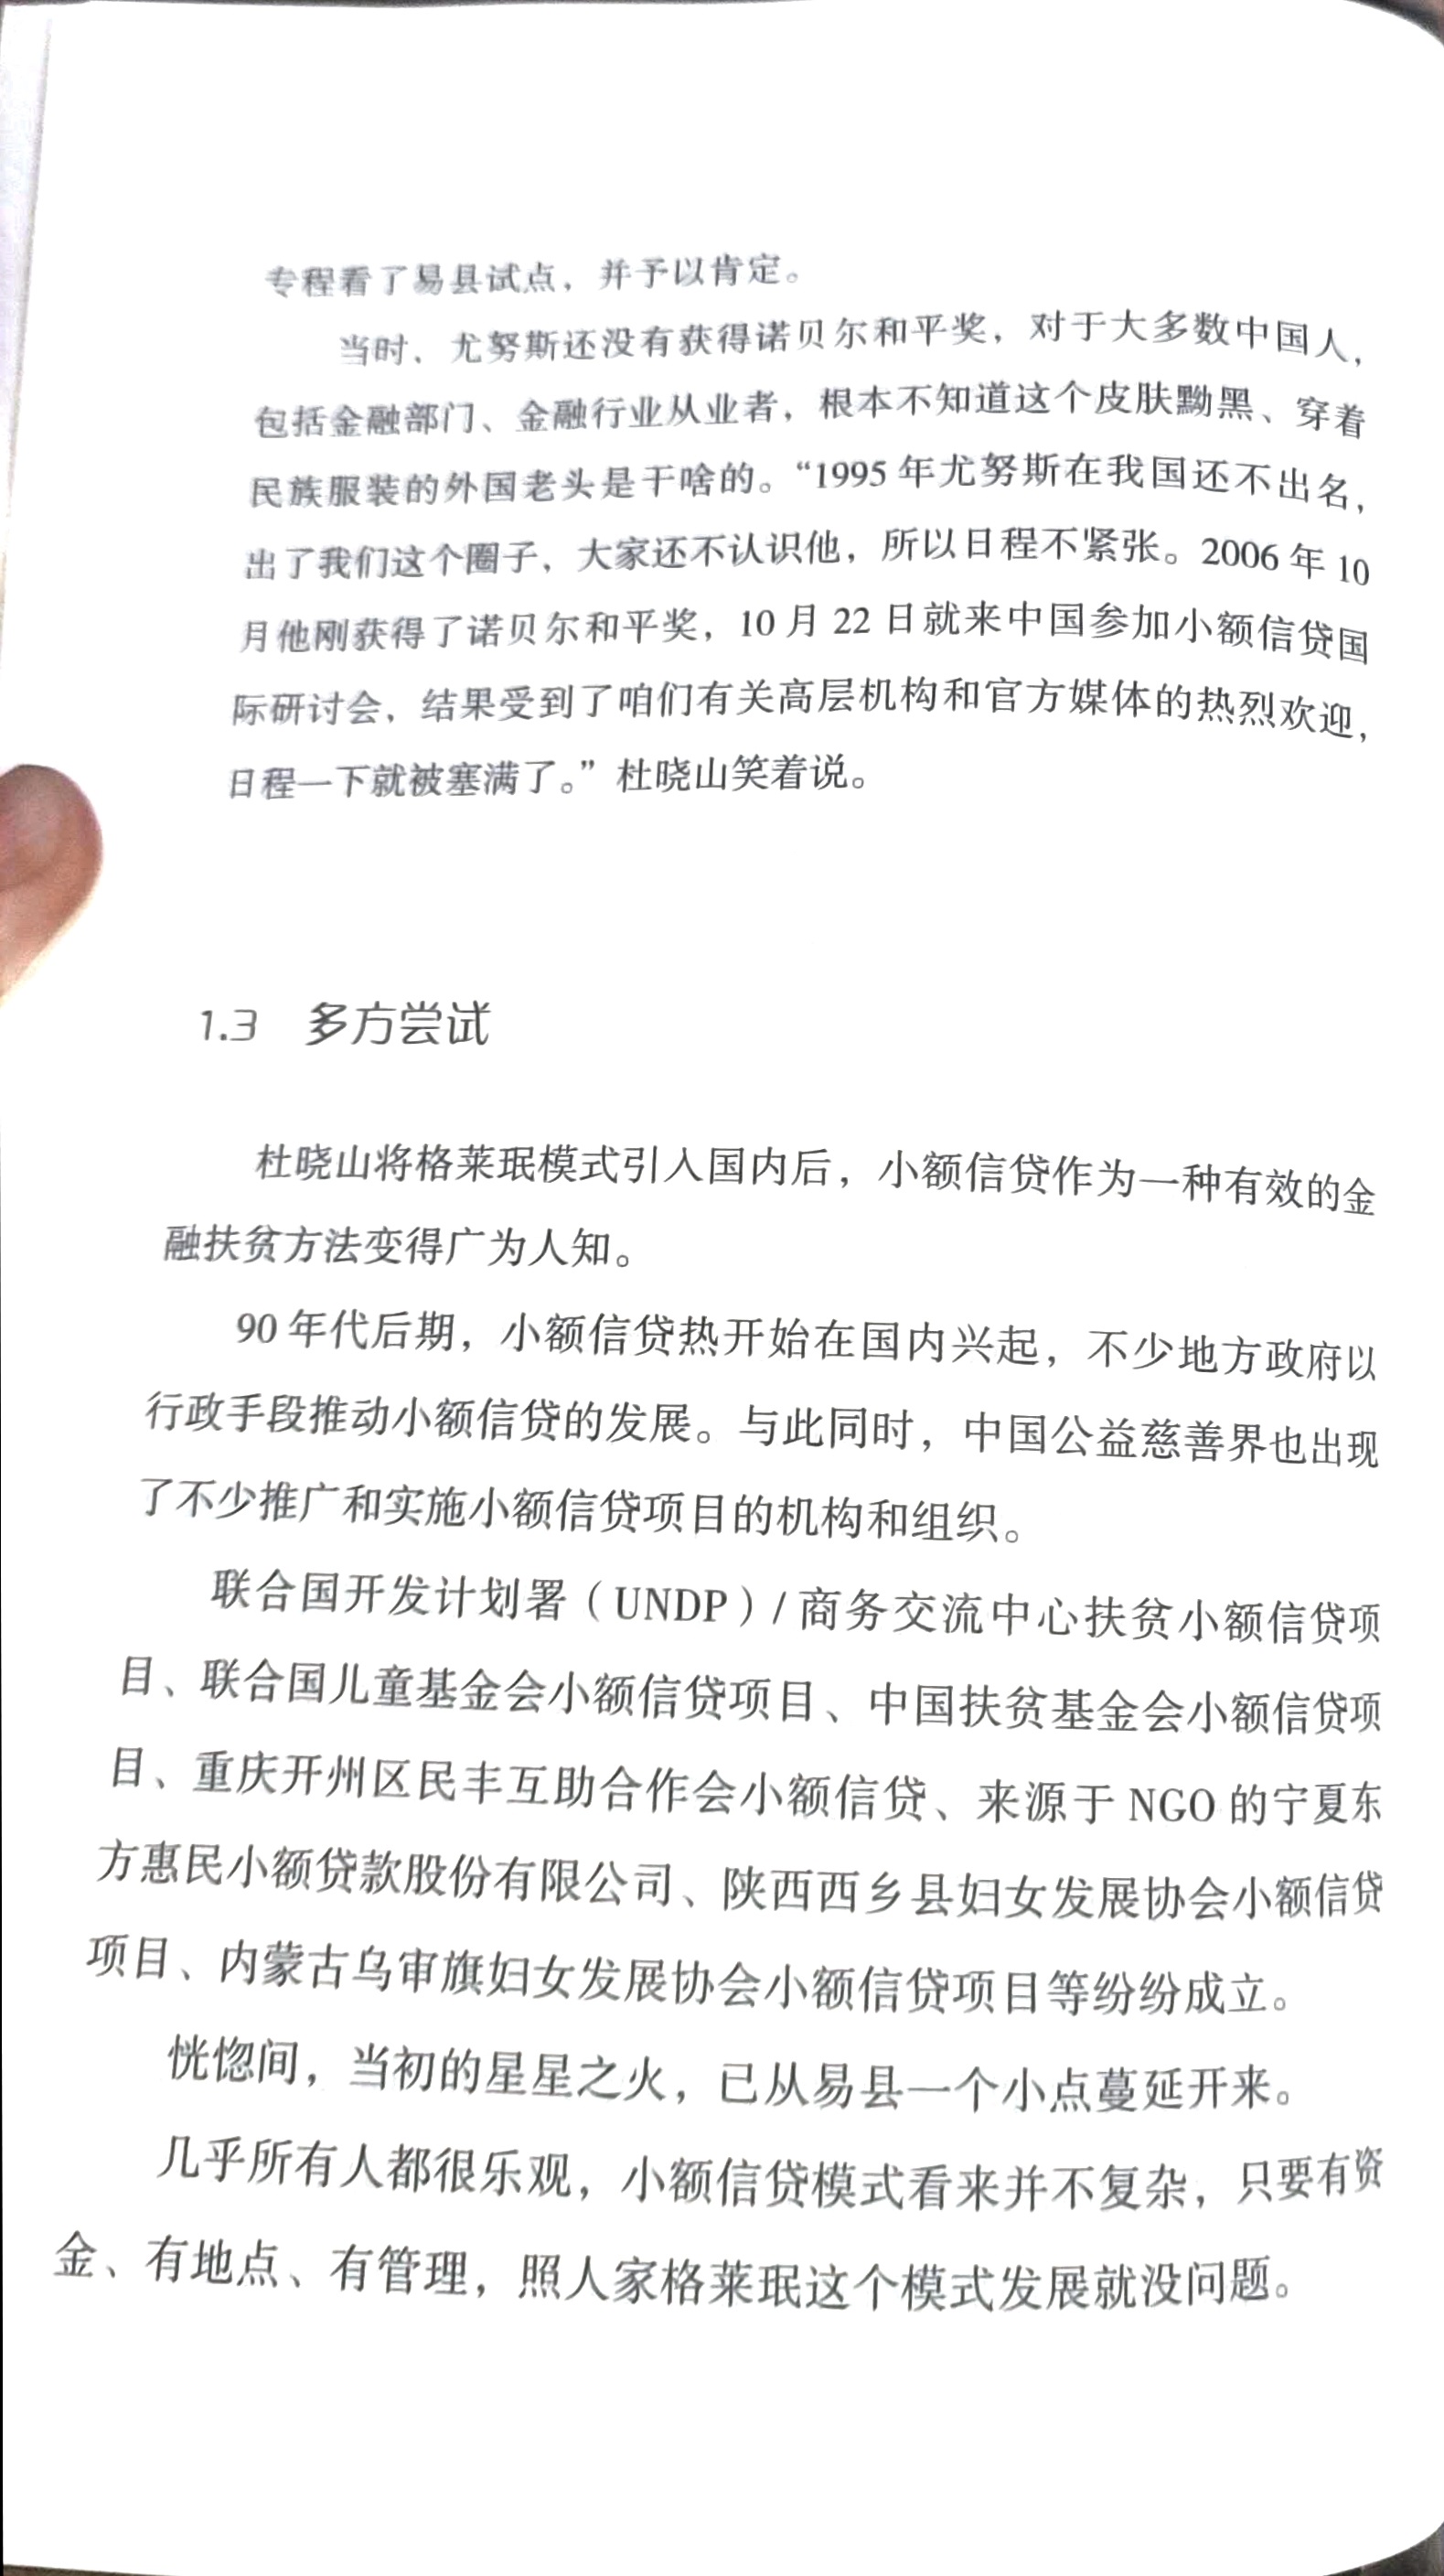 专程看了易县试点，并予以肯定。
当时，尤努斯还没有获得诺贝尔和平奖，对于大多数中国人，
包括金融部门、金融行业从业者，根本不知道这个皮肤黝黑、穿着
民族服装的外国老头是干啥的。“1995 年尤努斯在我国还不出名，
出了我们这个圈子，大家还不认识他，所以日程不紧张。2006 年 10
月他刚获得了诺贝尔和平奖，10 月 22 日就来中国参加小额信贷国
际研讨会，结果受到了咱们有关高层机构和官方媒体的热烈欢迎，
日程一下就被塞满了。”杜晓山笑着说。
1.3 多方尝试
杜晓山将格莱珉模式引入国内后，小额信贷作为一种有效的金
融扶贫方法变得广为人知。
90 年代后期，小额信贷热开始在国内兴起，不少地方政府以
行政手段推动小额信贷的发展。与此同时，中国公益慈善界也出现
了不少推广和实施小额信贷项目的机构和组织。
联合国开发计划署（UNDP）/ 商务交流中心扶贫小额信贷项
目、联合国儿童基金会小额信贷项目、中国扶贫基金会小额信贷项
目、重庆开州区民丰互助合作会小额信贷、来源于 NGO 的宁夏东
方惠民小额贷款股份有限公司、陕西西乡县妇女发展协会小额信贷
项目、内蒙古乌审旗妇女发展协会小额信贷项目等纷纷成立。
恍惚间，当初的星星之火，已从易县一个小点蔓延开来。
几乎所有人都很乐观，小额信贷模式看来并不复杂，只要有资
金、有地点、有管理，照人家格莱珉这个模式发展就没问题。